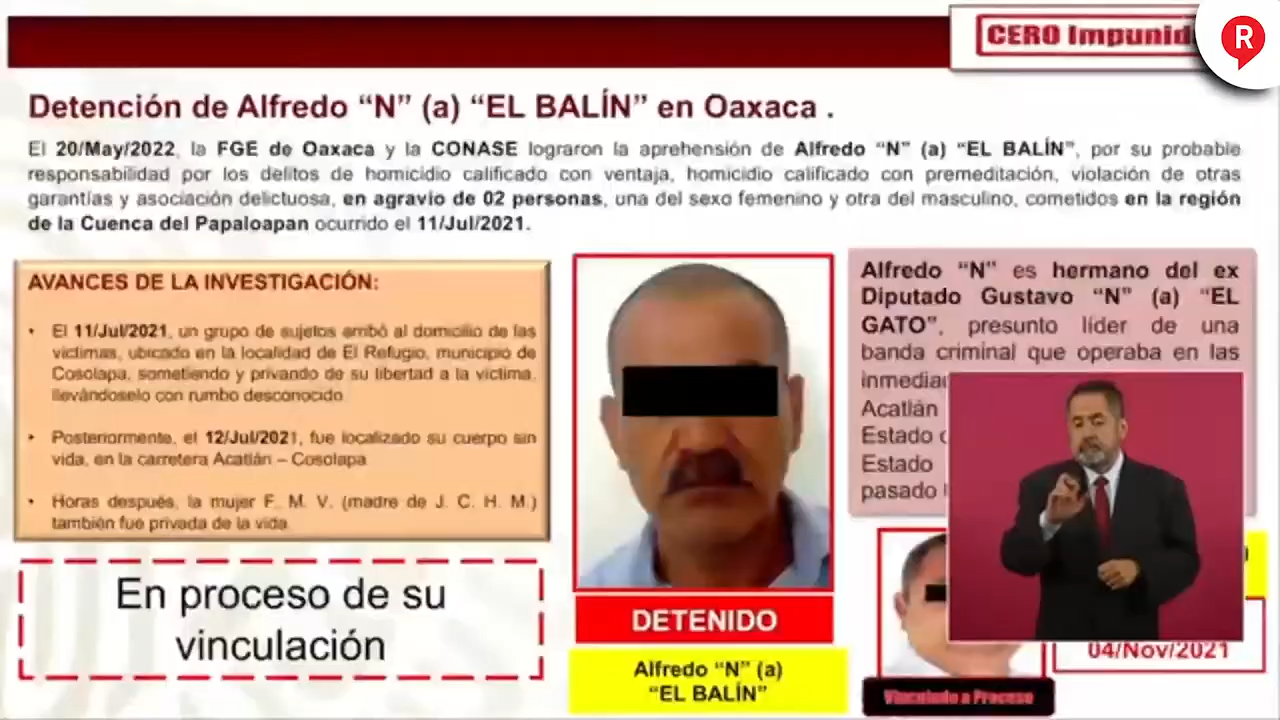 CERO Impunid
R
Detención de Alfredo “N” (a) “EL BALÍN” en Oaxaca .
El 20/May/2022, la FGE de Oaxaca y la CONASE lograron la aprehensión de Alfredo “N” (a) “EL BALÍN”, por su probable
responsabilidad por los delitos de homicidio calificado con ventaja, homicidio calificado con premeditación, violación de otras
garantías y asociación delictuosa, en agravio de 02 personas, una del sexo femenino y otra del masculino, cometidos en la región
de la Cuenca del Papaloapan ocurrido el 11/Jul/2021.
AVANCES DE LA INVESTIGACIÓN:
• El 11/Jul/2021, un grupo de sujetos arribó al domicilio de las
víctimas, ubicado en la localidad de El Refugio, municipio de
Cosolapa, sometiendo y privando de su libertad a la víctima,
llevándoselo con rumbo desconocido
• Posteriormente, el 12/Jul/2021, fue localizado su cuerpo sin
vida, en la carretera Acatlán – Cosolapa
• Horas después, la mujer F. M. V. (madre de J. C. H. M.)
también fue privada de la vida
En proceso de su
vinculación
DETENIDO
Alfredo “N” (a)
“EL BALÍN”
Alfredo “N” es hermano del ex
Diputado Gustavo “N” (a) “EL
GATO”, presunto líder de una
banda criminal que operaba en las
inmedia
Acatlán
Estado
Estado
pasado
04/Nov/2021
Vinculado a Proceso